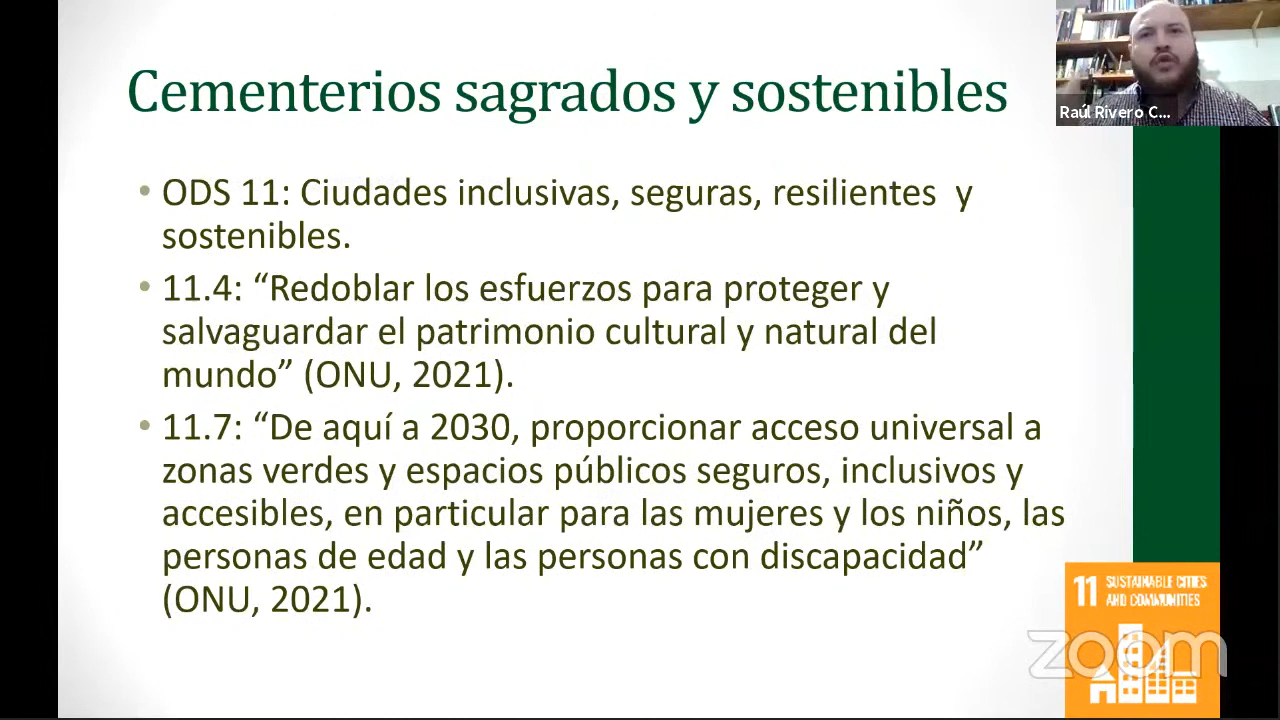 Cementerios sagrados y sostenibles
Raúl Rivero C...
• ODS 11: Ciudades inclusivas, seguras, resilientes y
sostenibles.
• 11.4: “Redoblar los esfuerzos para proteger y
salvaguardar el patrimonio cultural y natural del
mundo” (ONU, 2021).
• 11.7: “De aquí a 2030, proporcionar acceso universal a
zonas verdes y espacios públicos seguros, inclusivos y
accesibles, en particular para las mujeres y los niños, las
personas de edad y las personas con discapacidad”
(ONU, 2021).
11 SUSTAINABLE CITIES
AND COMMUNITIES
zoom